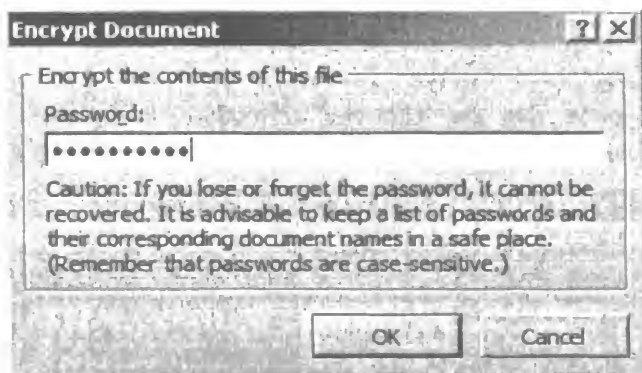 Encrypt Document
Encrypt the contents of this file
Password:
••••••••••
Caution: If you lose or forget the password, it cannot be
recovered. It is advisable to keep a list of passwords and
their corresponding document names in a safe place.
(Remember that passwords are case-sensitive.)
OK Cancel